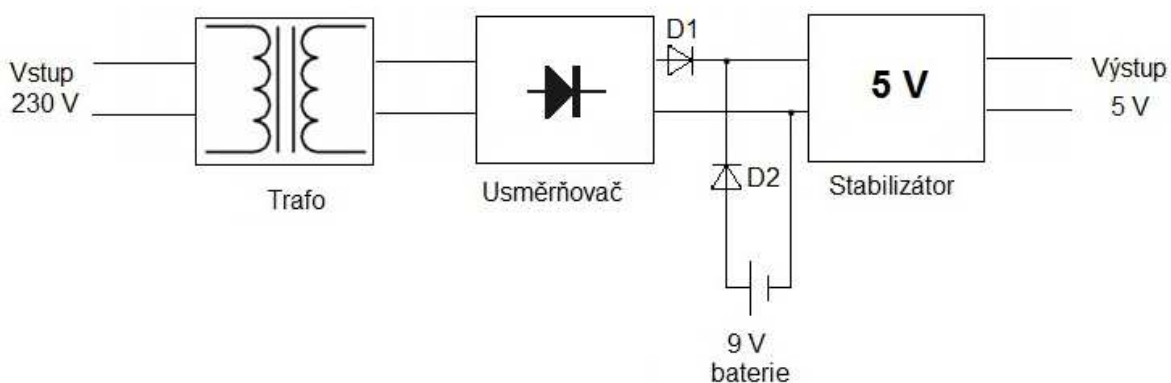 Vstup
230 V
Trafo
Usměrňovač
D1
D2
9 V
baterie
5 V
Stabilizátor
Výstup
5 V